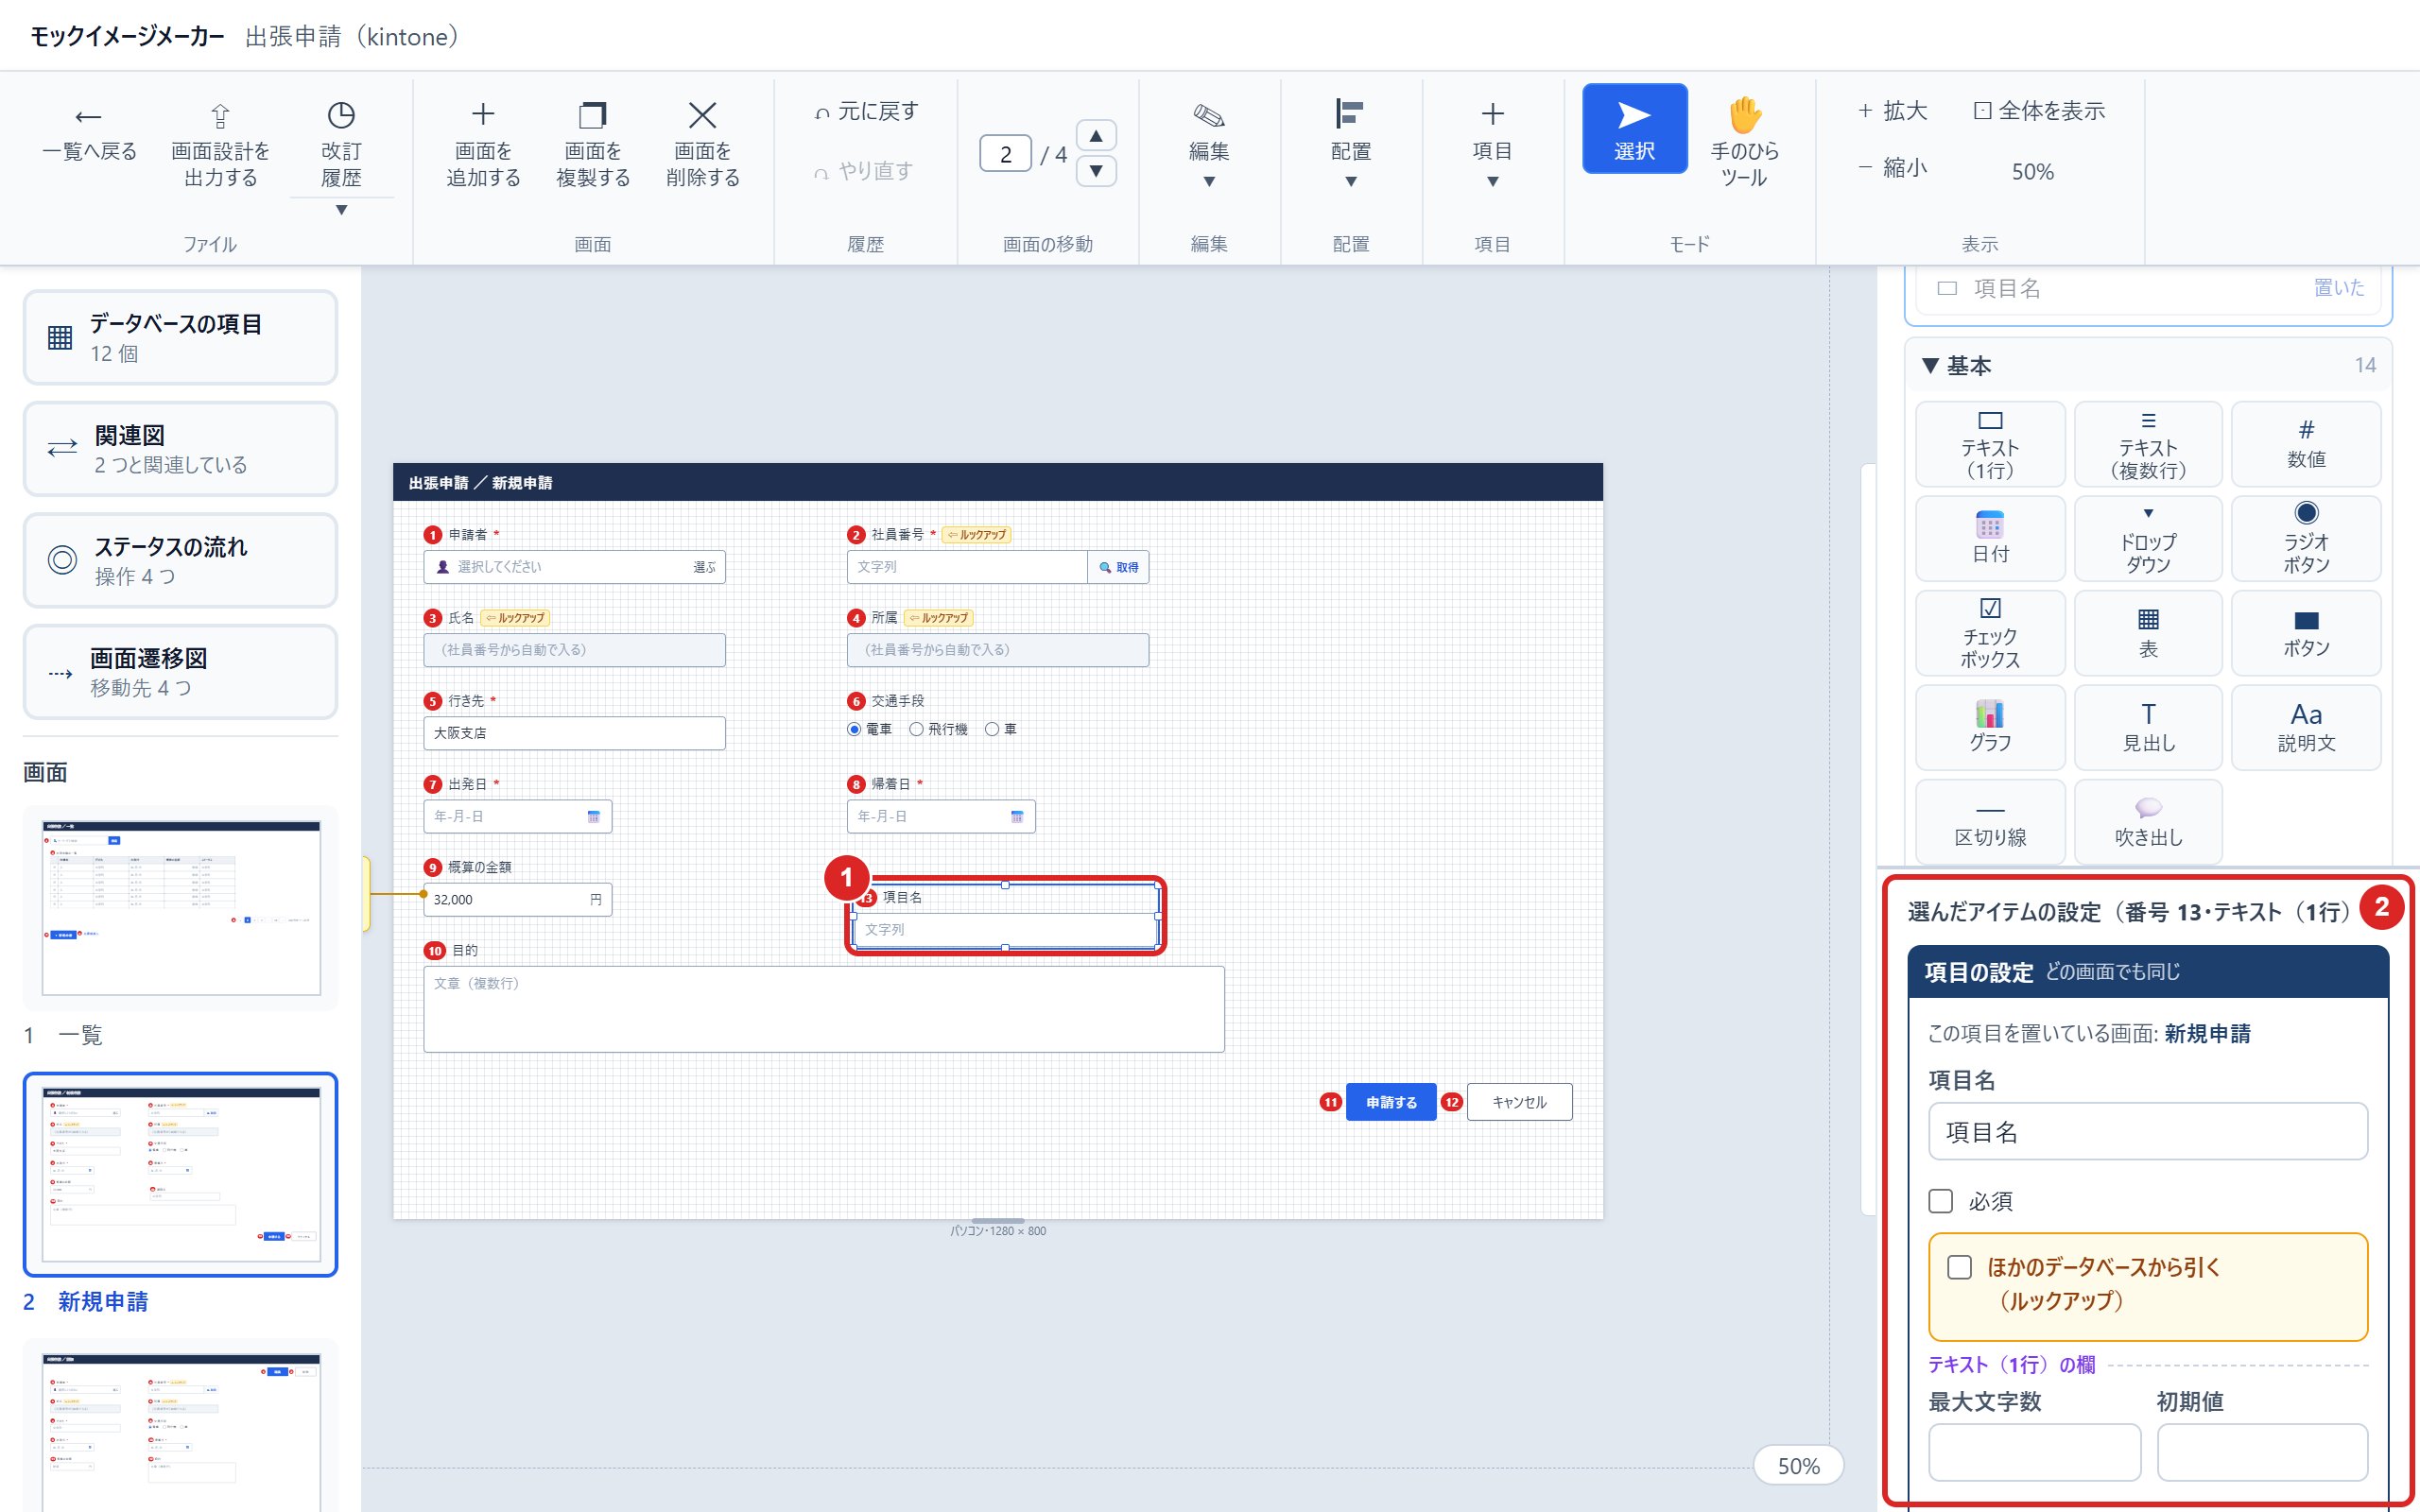 モックイメージメーカー 出張申請（kintone）
一覧へ戻る
画面設計を
出力する
改訂
履歴
ファイル
画面を
追加する
画面を
複製する
画面を
削除する
画面
元に戻す
やり直す
履歴
2 / 4
画面の移動
編集
編集
配置
配置
項目
項目
選択
手のひら
ツール
モード
＋ 拡大
全体を表示
− 縮小
50%
表示
データベースの項目
12 個
関連図
2 つと関連している
ステータスの流れ
操作 4 つ
画面遷移図
移動先 4 つ
画面
1 一覧
2 新規申請
出張申請 ／ 新規申請
1 申請者 *
選択してください 選ぶ
2 社員番号 * ⇦ ルックアップ
文字列 取得
3 氏名 ⇦ ルックアップ
（社員番号から自動で入る）
4 所属 ⇦ ルックアップ
（社員番号から自動で入る）
5 行き先 *
大阪支店
6 交通手段
電車 飛行機 車
7 出発日 *
年-月-日
8 帰着日 *
年-月-日
9 概算の金額
32,000 円
1
13 項目名
文字列
10 目的
文章（複数行）
11 申請する
12 キャンセル
パソコン・1280 × 800
50%
項目名 置いた
▼ 基本 14
テキスト
（1行）
テキスト
（複数行）
# 数値
日付
ドロップ
ダウン
ラジオ
ボタン
チェック
ボックス
表
ボタン
グラフ
T
見出し
Aa
説明文
区切り線
吹き出し
選んだアイテムの設定（番号 13・テキスト（1行）
2
項目の設定 どの画面でも同じ
この項目を置いている画面: 新規申請
項目名
項目名
必須
ほかのデータベースから引く
（ルックアップ）
テキスト（1行）の欄
最大文字数 初期値